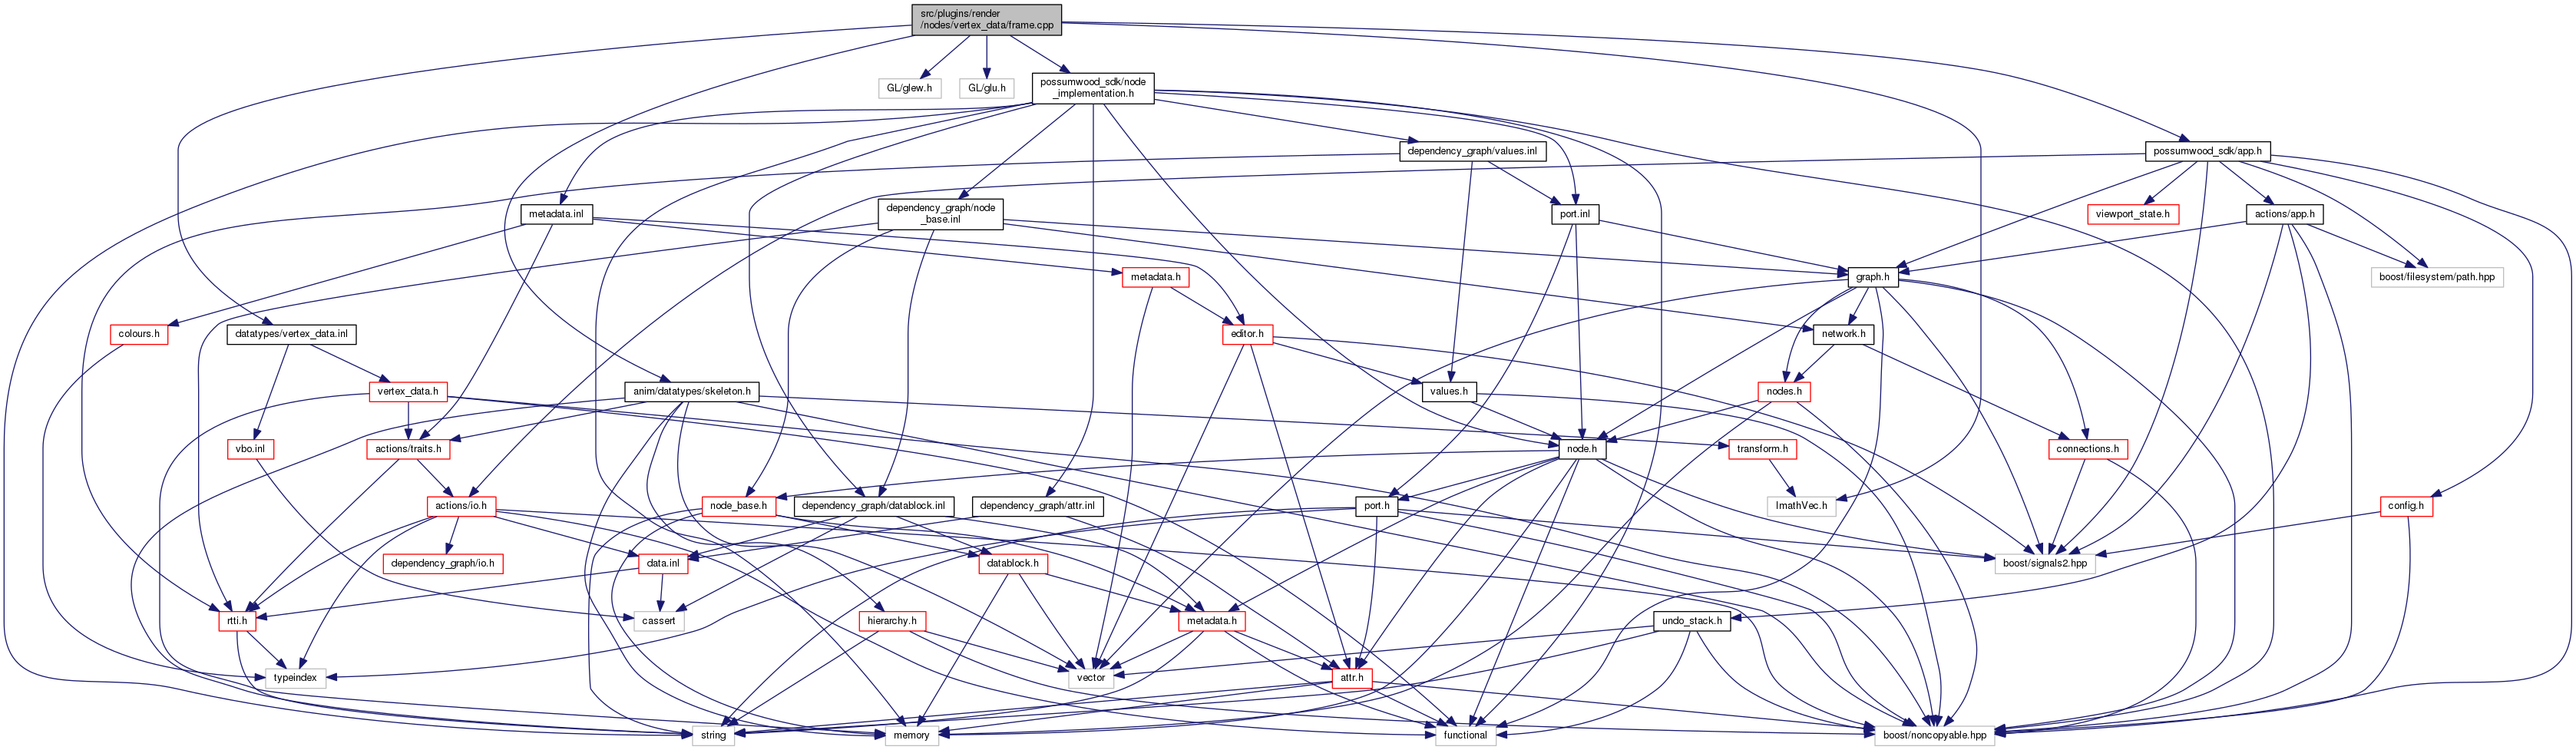 src/plugins/render
/nodes/vertex_data/frame.cpp
GL/glew.h
GL/glu.h
possumwood_sdk/node
_implementation.h
dependency_graph/values.inl
possumwood_sdk/app.h
metadata.inl
dependency_graph/node
_base.inl
port.inl
viewport_state.h
actions/app.h
metadata.h
graph.h
boost/filesystem/path.hpp
colours.h
datatypes/vertex_data.inl
editor.h
network.h
vertex_data.h
anim/datatypes/skeleton.h
values.h
nodes.h
vbo.inl
actions/traits.h
node.h
transform.h
connections.h
actions/io.h
node_base.h
dependency_graph/datablock.inl
dependency_graph/attr.inl
port.h
ImathVec.h
config.h
dependency_graph/io.h
data.inl
datablock.h
boost/signals2.hpp
rtti.h
cassert
hierarchy.h
metadata.h
undo_stack.h
typeindex
vector
attr.h
string
memory
functional
boost/noncopyable.hpp